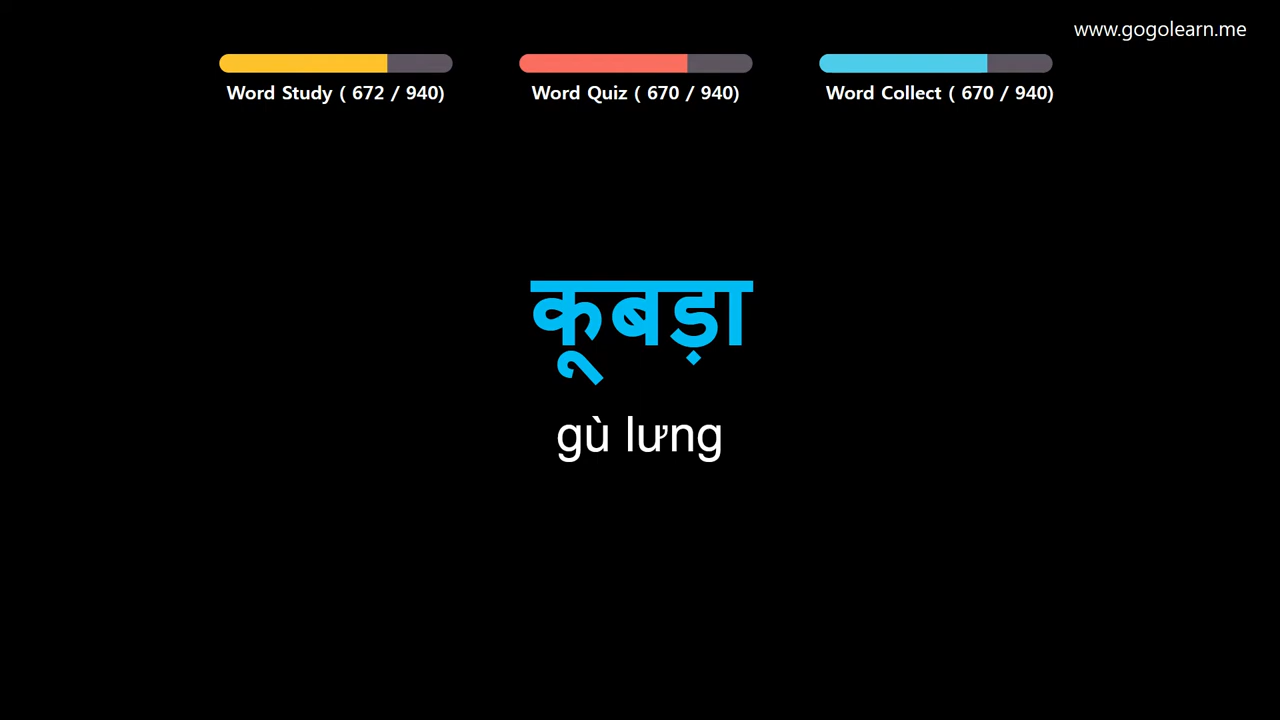 www.gogolearn.me
Word Study ( 672 / 940)
Word Quiz ( 670 / 940)
Word Collect ( 670 / 940)
कूबड़ा
gù lưng